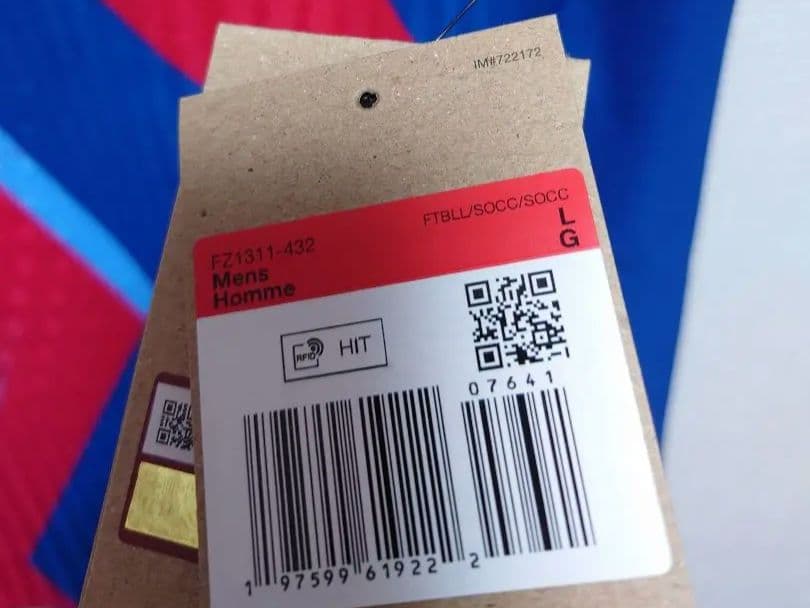 IM#722172
FTBLL/SOCC/SOCC
FZ1311-432
L
Mens
G
Homme
RFID HIT
07641
1 97599 61922 2